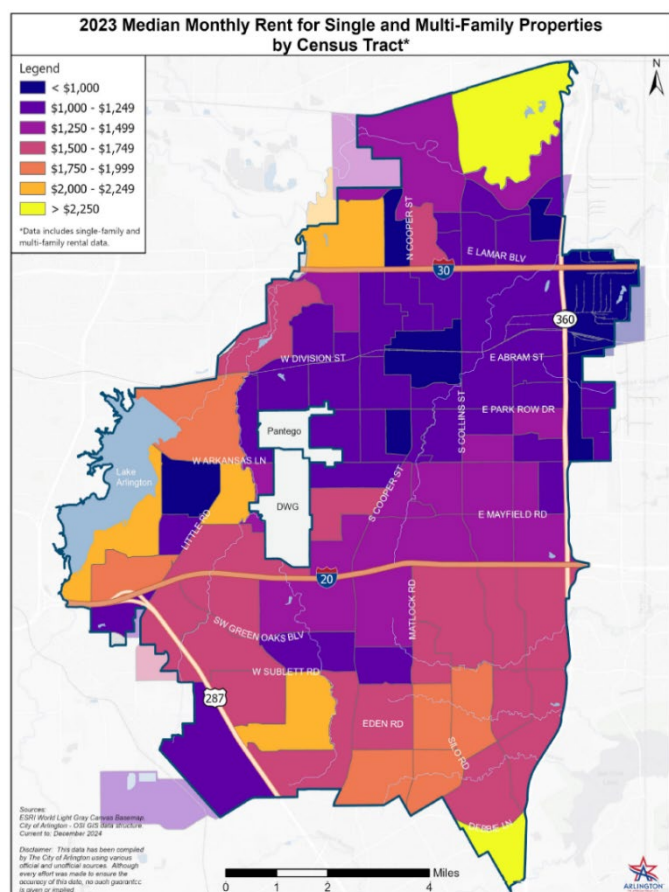 2023 Median Monthly Rent for Single and Multi-Family Properties
by Census Tract*
Legend
< $1,000
$1,000 - $1,249
$1,250 - $1,499
$1,500 - $1,749
$1,750 - $1,999
$2,000 - $2,249
> $2,250
*Data includes single-family and
multi-family rental data.
N
N COOPER ST
E LAMAR BLV
30
360
W DIVISION ST
E ABRAM ST
S COLLINS ST
E PARK ROW DR
Pantego
W ARKANSAS LN
Lake
Arlington
DWG
S COOPER ST
LITTLE RD
E MAYFIELD RD
20
MATLOCK RD
SW GREEN OAKS BLV
W SUBLETT RD
287
EDEN RD
SILO RD
DEBBIE LN
Sources:
ESRI World Light Gray Canvas Basemap.
City of Arlington - OSI GIS data structure.
Current to: December 2024
Disclaimer: This data has been compiled
by The City of Arlington using various
official and unofficial sources. Although
every effort was made to ensure the
accuracy of this data, no such guarantee
is given or implied.
Miles
0 1 2 4
ARLINGTON